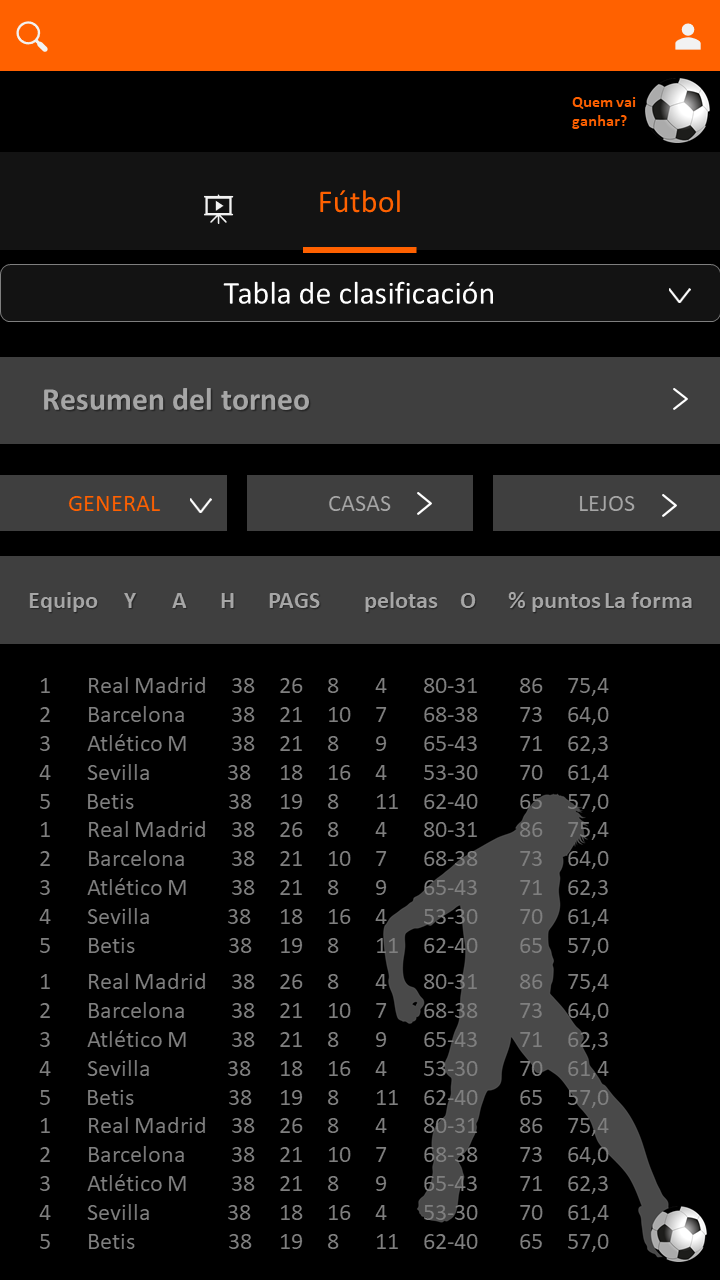 Quem vai
ganhar?
Fútbol
Tabla de clasificación
Resumen del torneo
GENERAL CASAS LEJOS
Equipo Y A H PAGS pelotas O % puntos La forma
1 Real Madrid 38 26 8 4 80-31 86 75,4
2 Barcelona 38 21 10 7 68-38 73 64,0
3 Atlético M 38 21 8 9 65-43 71 62,3
4 Sevilla 38 18 16 4 53-30 70 61,4
5 Betis 38 19 8 11 62-40 65 57,0
1 Real Madrid 38 26 8 4 80-31 86 75,4
2 Barcelona 38 21 10 7 68-38 73 64,0
3 Atlético M 38 21 8 9 65-43 71 62,3
4 Sevilla 38 18 16 4 53-30 70 61,4
5 Betis 38 19 8 11 62-40 65 57,0
1 Real Madrid 38 26 8 4 80-31 86 75,4
2 Barcelona 38 21 10 7 68-38 73 64,0
3 Atlético M 38 21 8 9 65-43 71 62,3
4 Sevilla 38 18 16 4 53-30 70 61,4
5 Betis 38 19 8 11 62-40 65 57,0
1 Real Madrid 38 26 8 4 80-31 86 75,4
2 Barcelona 38 21 10 7 68-38 73 64,0
3 Atlético M 38 21 8 9 65-43 71 62,3
4 Sevilla 38 18 16 4 53-30 70 61,4
5 Betis 38 19 8 11 62-40 65 57,0